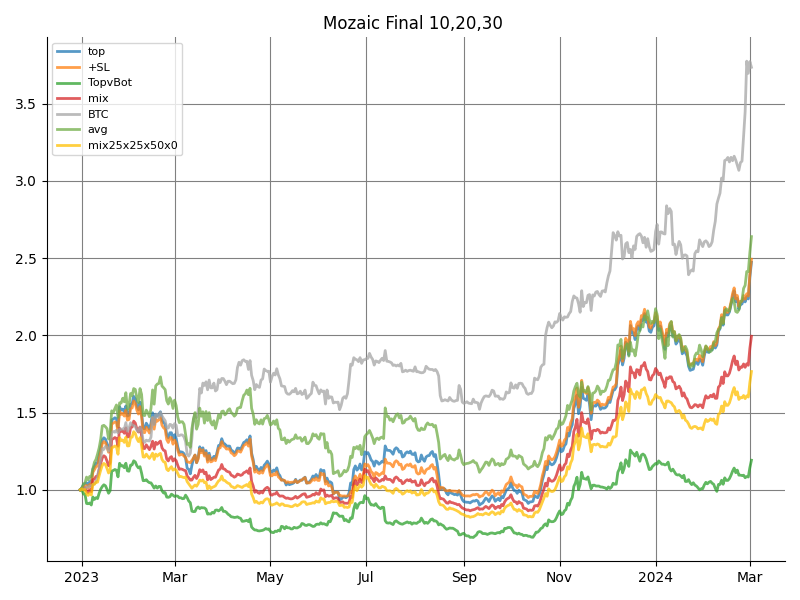 Mozaic Final 10,20,30
top
+SL
TopvBot
mix
BTC
avg
mix25x25x50x0
3.5
3.0
2.5
2.0
1.5
1.0
2023 Mar May Jul Sep Nov 2024 Mar